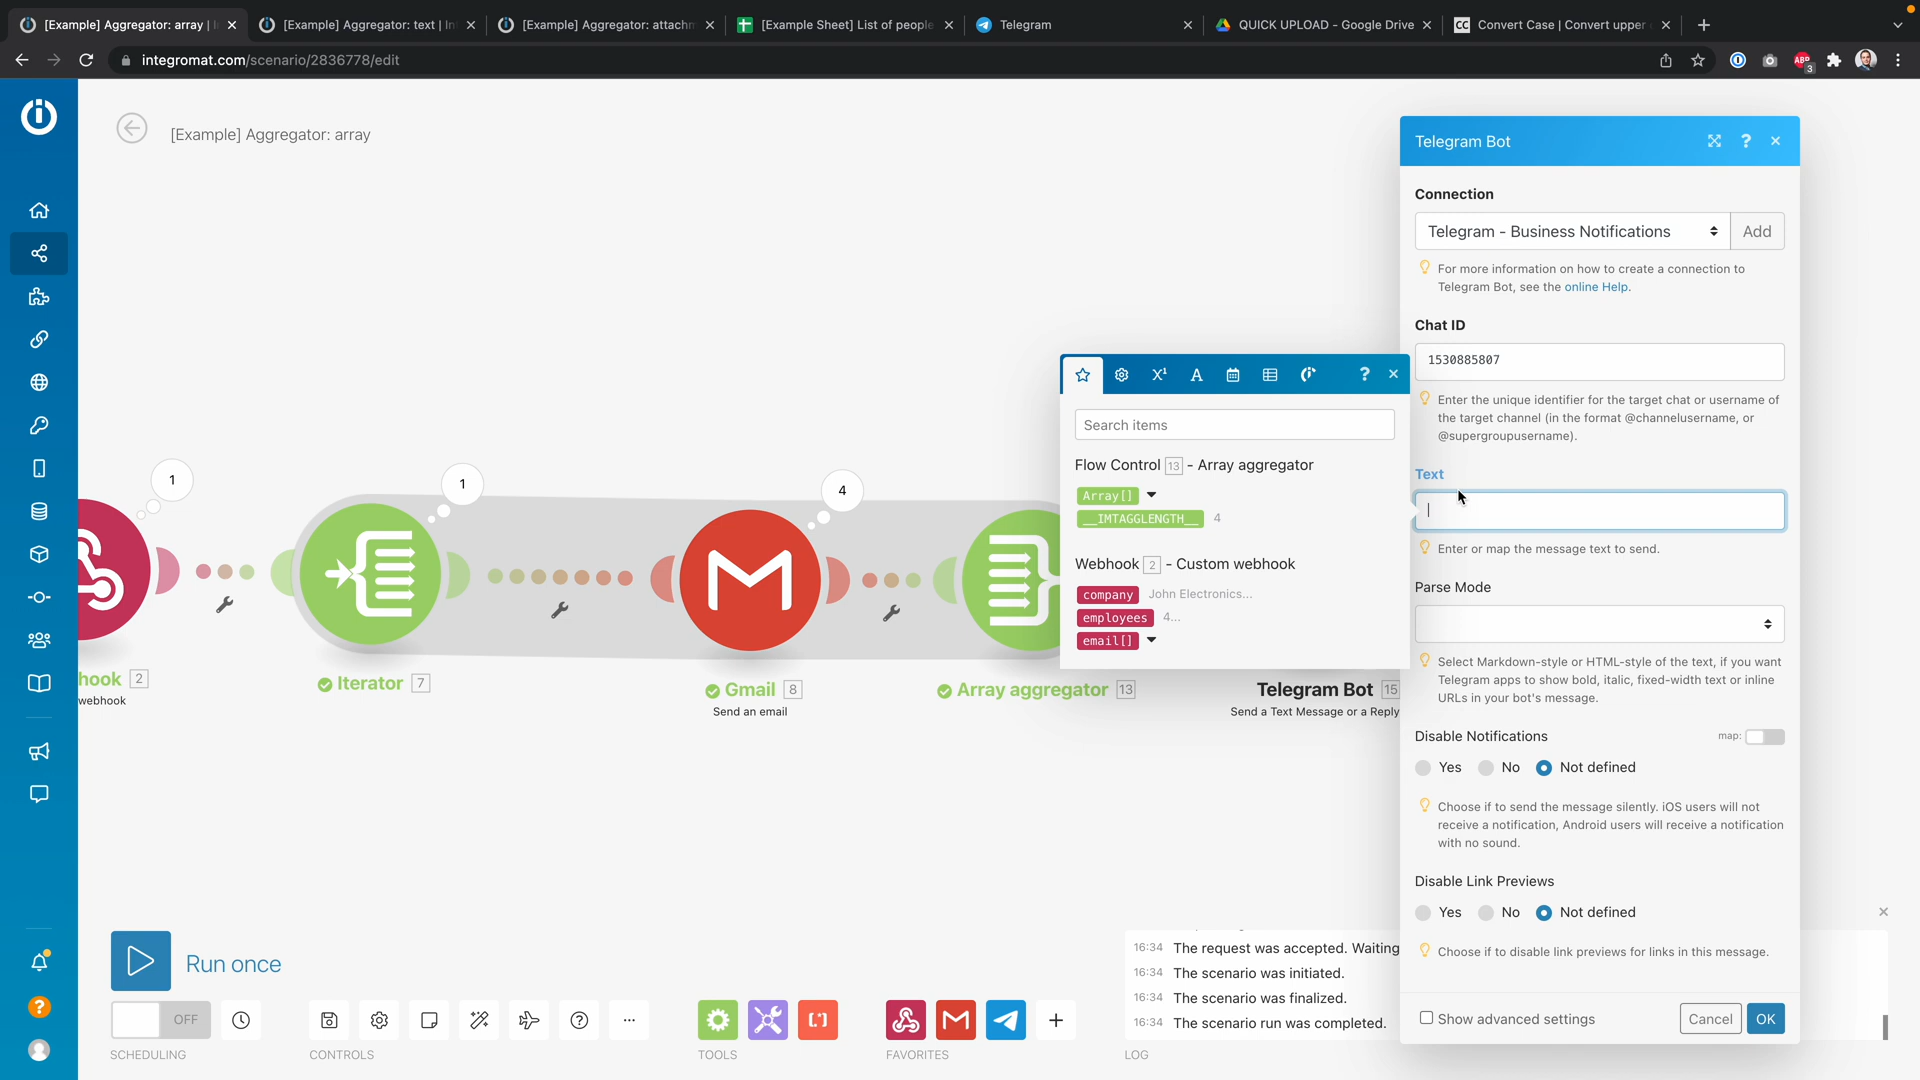 [Example] Aggregator: array | I
[Example] Aggregator: text | In
[Example] Aggregator: attachm
[Example Sheet] List of people
Telegram
QUICK UPLOAD - Google Drive
CC Convert Case | Convert upper
integromat.com/scenario/2836778/edit
ABP
3
[Example] Aggregator: array
Telegram Bot
?
Connection
Telegram - Business Notifications
Add
For more information on how to create a connection to
Telegram Bot, see the online Help.
Chat ID
1530885807
Enter the unique identifier for the target chat or username of
the target channel (in the format @channelusername, or
@supergroupusername).
Text
Enter or map the message text to send.
Parse Mode
Select Markdown-style or HTML-style of the text, if you want
Telegram apps to show bold, italic, fixed-width text or inline
URLs in your bot's message.
Disable Notifications
map:
Yes No Not defined
Choose if to send the message silently. iOS users will not
receive a notification, Android users will receive a notification
with no sound.
Disable Link Previews
Yes No Not defined
Choose if to disable link previews for links in this message.
Show advanced settings
Cancel OK
X¹ A ?
Search items
Flow Control 13 - Array aggregator
Array[]
__IMTAGGLENGTH__ 4
Webhook 2 - Custom webhook
company John Electronics...
employees 4...
email[]
1
1
4
hook 2
webhook
Iterator 7
Gmail 8
Send an email
Array aggregator 13
Telegram Bot 15
Send a Text Message or a Reply
Run once
OFF
SCHEDULING
CONTROLS
TOOLS
FAVORITES
LOG
16:34 The request was accepted. Waiting
16:34 The scenario was initiated.
16:34 The scenario was finalized.
16:34 The scenario run was completed.